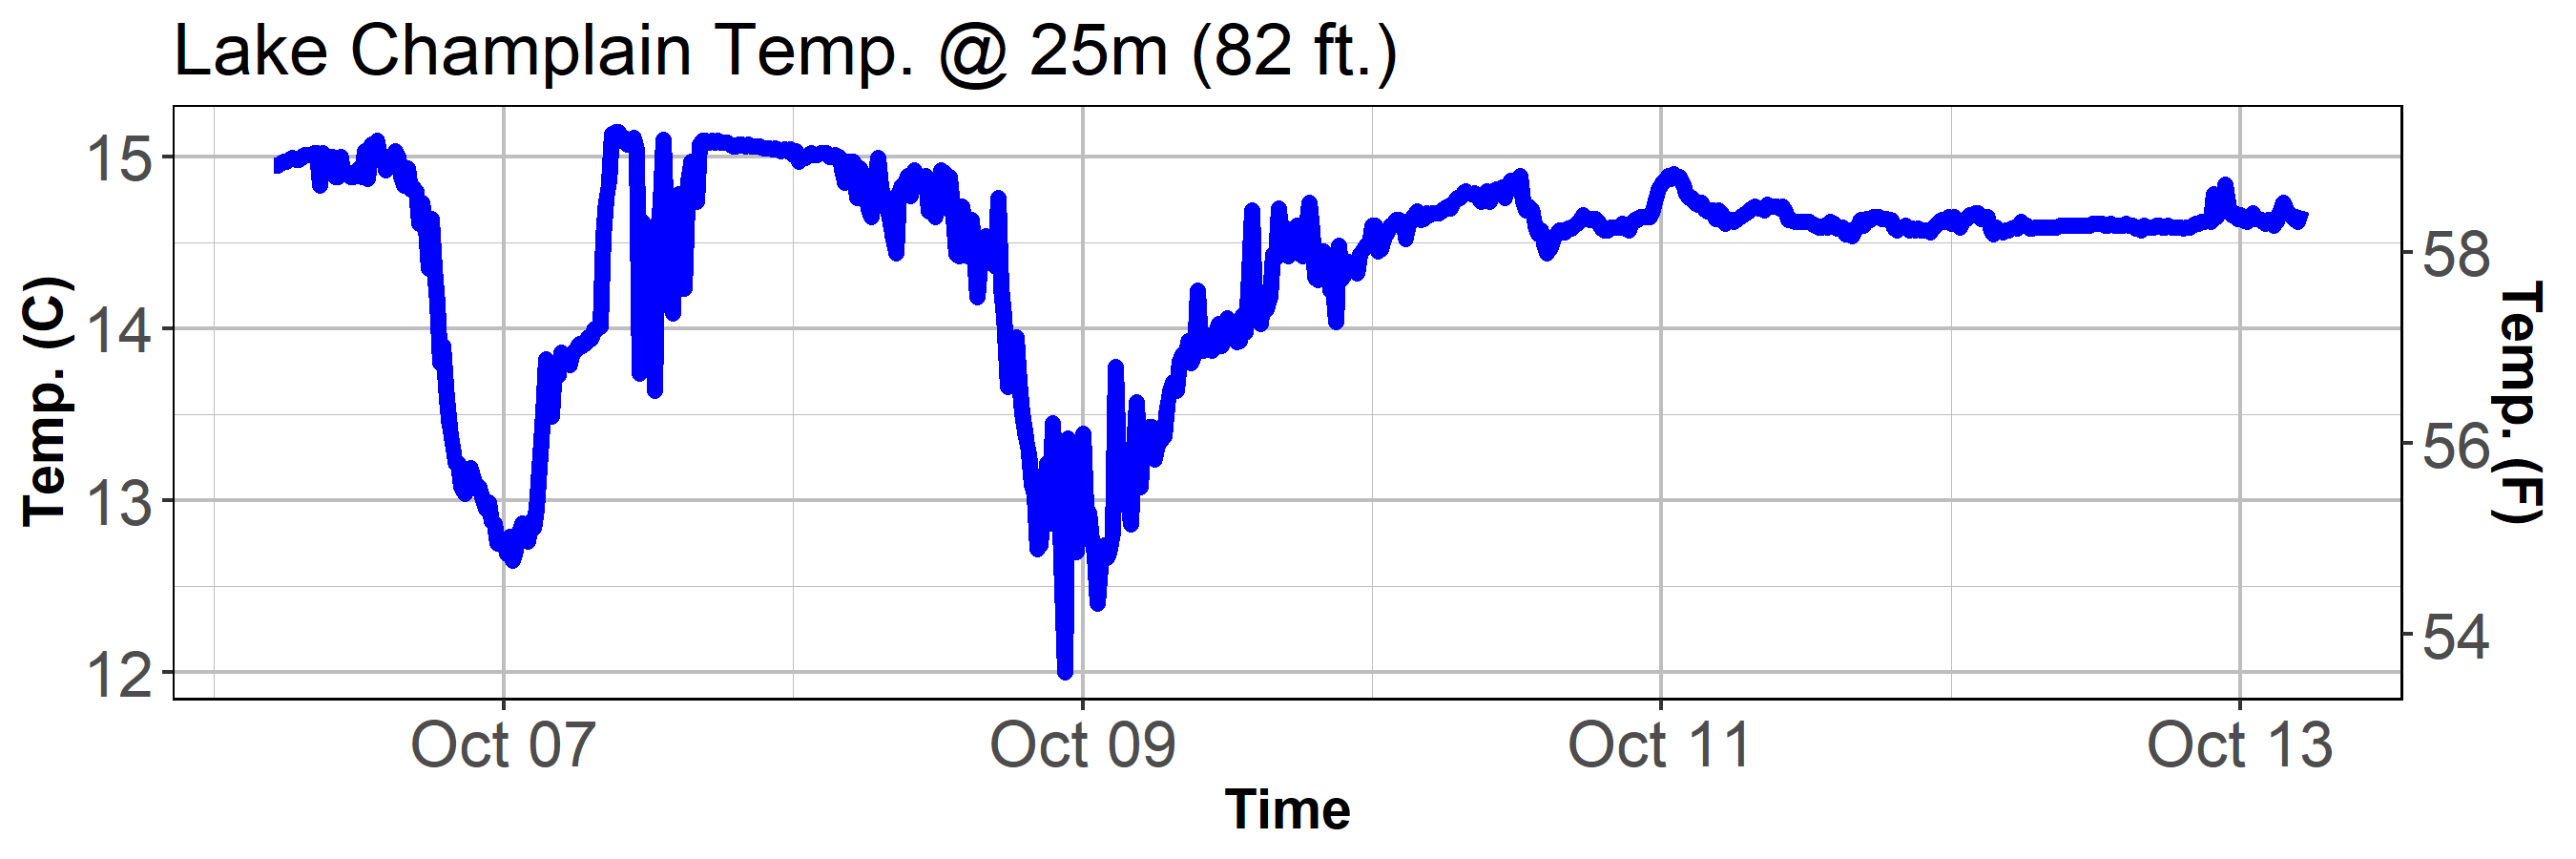 Lake Champlain Temp. @ 25m (82 ft.)
Temp. (C)
15
14
13
12
58
56
54
Temp. (F)
Oct 07 Oct 09 Oct 11 Oct 13
Time